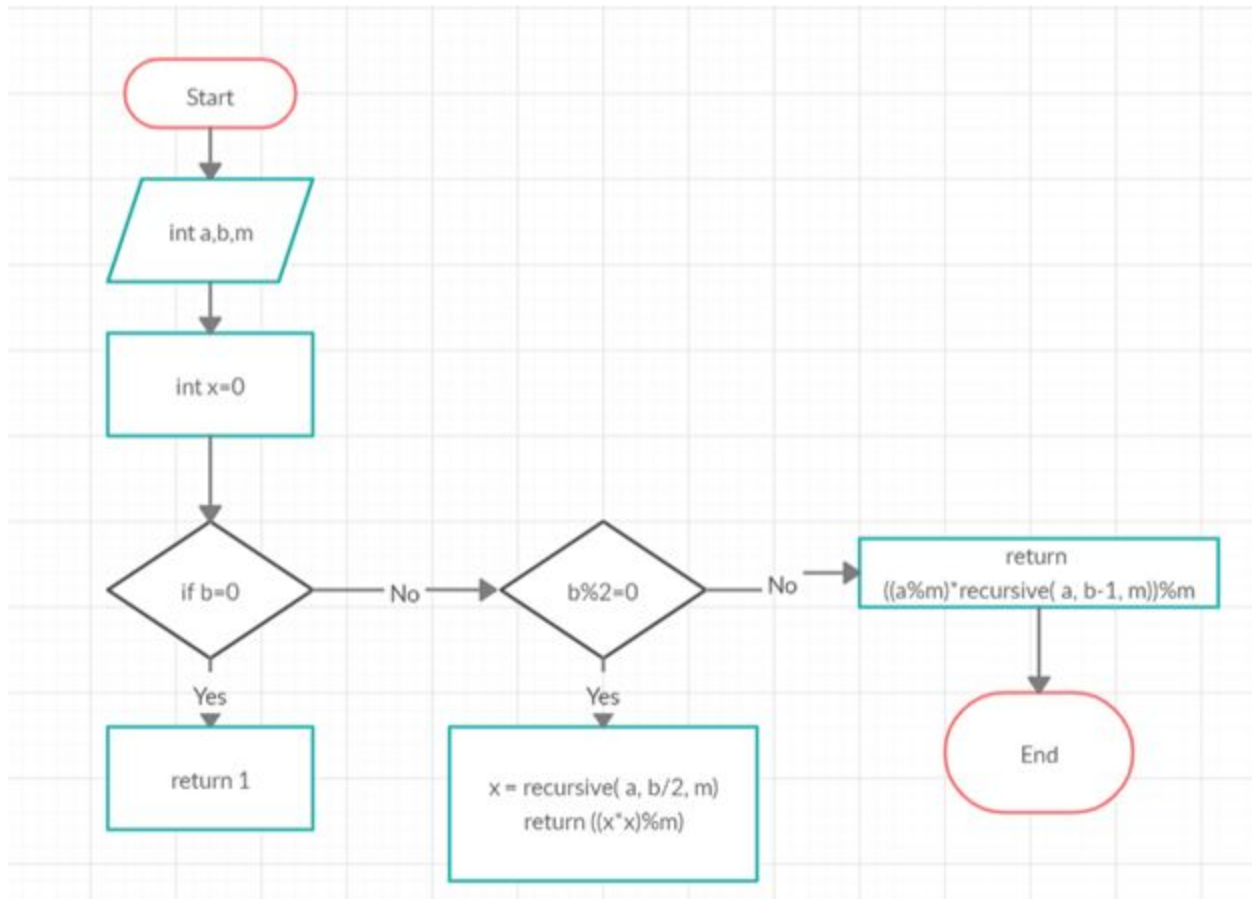 Start
int a,b,m
int x=0
if b=0
No
b%2=0
No
return
((a%m)*recursive( a, b-1, m))%m
Yes
return 1
Yes
x = recursive( a, b/2, m)
return ((x*x)%m)
End